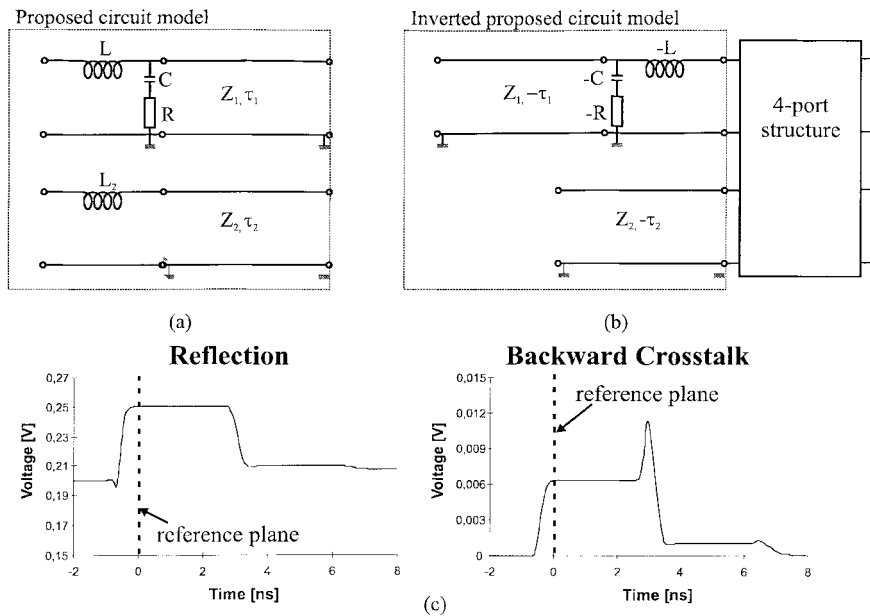 Proposed circuit model
L
C
R
Z1, τ1
L2
Z2, τ2
(a)
Inverted proposed circuit model
-L
-C
-R
Z1, −τ1
Z2, -τ2
4-port
structure
(b)
Reflection
Voltage [V]
0,27
0,25
0,23
0,21
0,19
0,17
0,15
reference plane
-2
0
2
4
6
8
Time [ns]
Backward Crosstalk
Voltage [V]
0,015
0,012
0,009
0,006
0,003
0
reference plane
-2
0
2
4
6
8
Time [ns]
(c)